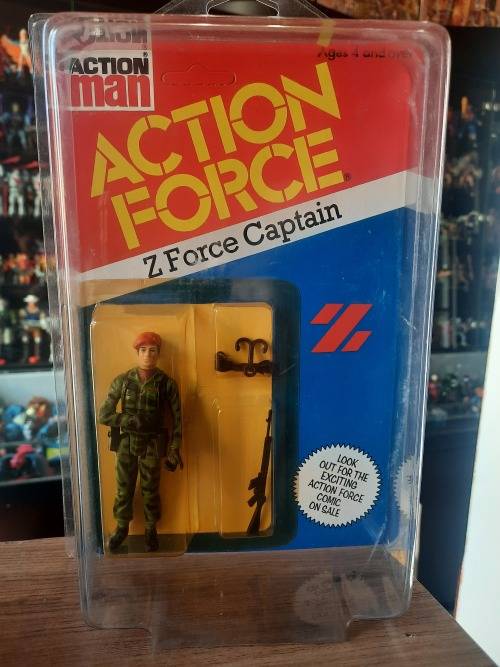 Ages 4 and over
ACTION
man
ACTION
FORCE
Z Force Captain
Z
LOOK
OUT FOR THE
EXCITING
ACTION FORCE
COMIC
ON SALE